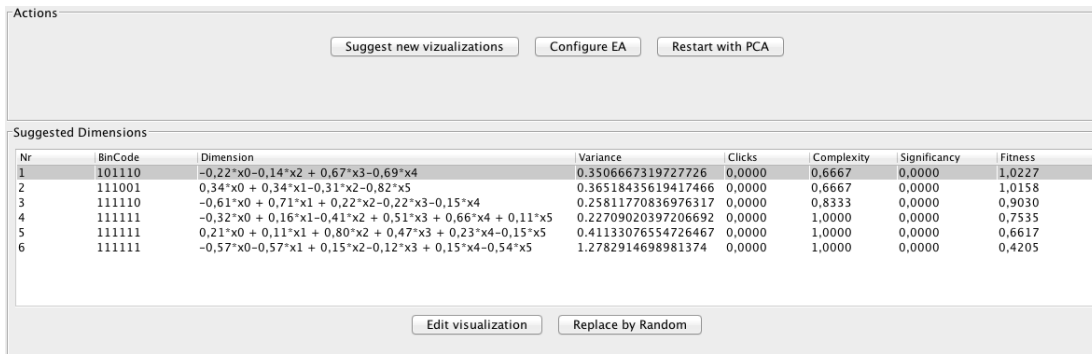 Actions
Suggest new vizualizations Configure EA Restart with PCA
Suggested Dimensions
Nr BinCode Dimension Variance Clicks Complexity Significancy Fitness
1 101110 -0,22*x0-0,14*x2 + 0,67*x3-0,69*x4 0.3506667319727726 0,0000 0,6667 0,0000 1,0227
2 111001 0,34*x0 + 0,34*x1-0,31*x2-0,82*x5 0.36518435619417466 0,0000 0,6667 0,0000 1,0158
3 111110 -0,61*x0 + 0,71*x1 + 0,22*x2-0,22*x3-0,15*x4 0.25811770836976317 0,0000 0,8333 0,0000 0,9030
4 111111 -0,32*x0 + 0,16*x1-0,41*x2 + 0,51*x3 + 0,66*x4 + 0,11*x5 0.22709020397206692 0,0000 1,0000 0,0000 0,7535
5 111111 0,21*x0 + 0,11*x1 + 0,80*x2 + 0,47*x3 + 0,23*x4-0,15*x5 0.41133076554726467 0,0000 1,0000 0,0000 0,6617
6 111111 -0,57*x0-0,57*x1 + 0,15*x2-0,12*x3 + 0,15*x4-0,54*x5 1.2782914698981374 0,0000 1,0000 0,0000 0,4205
Edit visualization Replace by Random